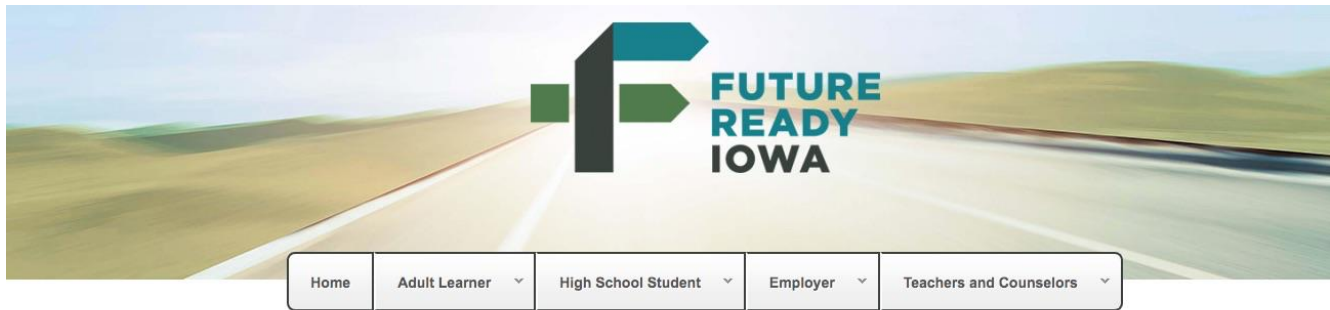 FUTURE
READY
IOWA
Home Adult Learner High School Student Employer Teachers and Counselors